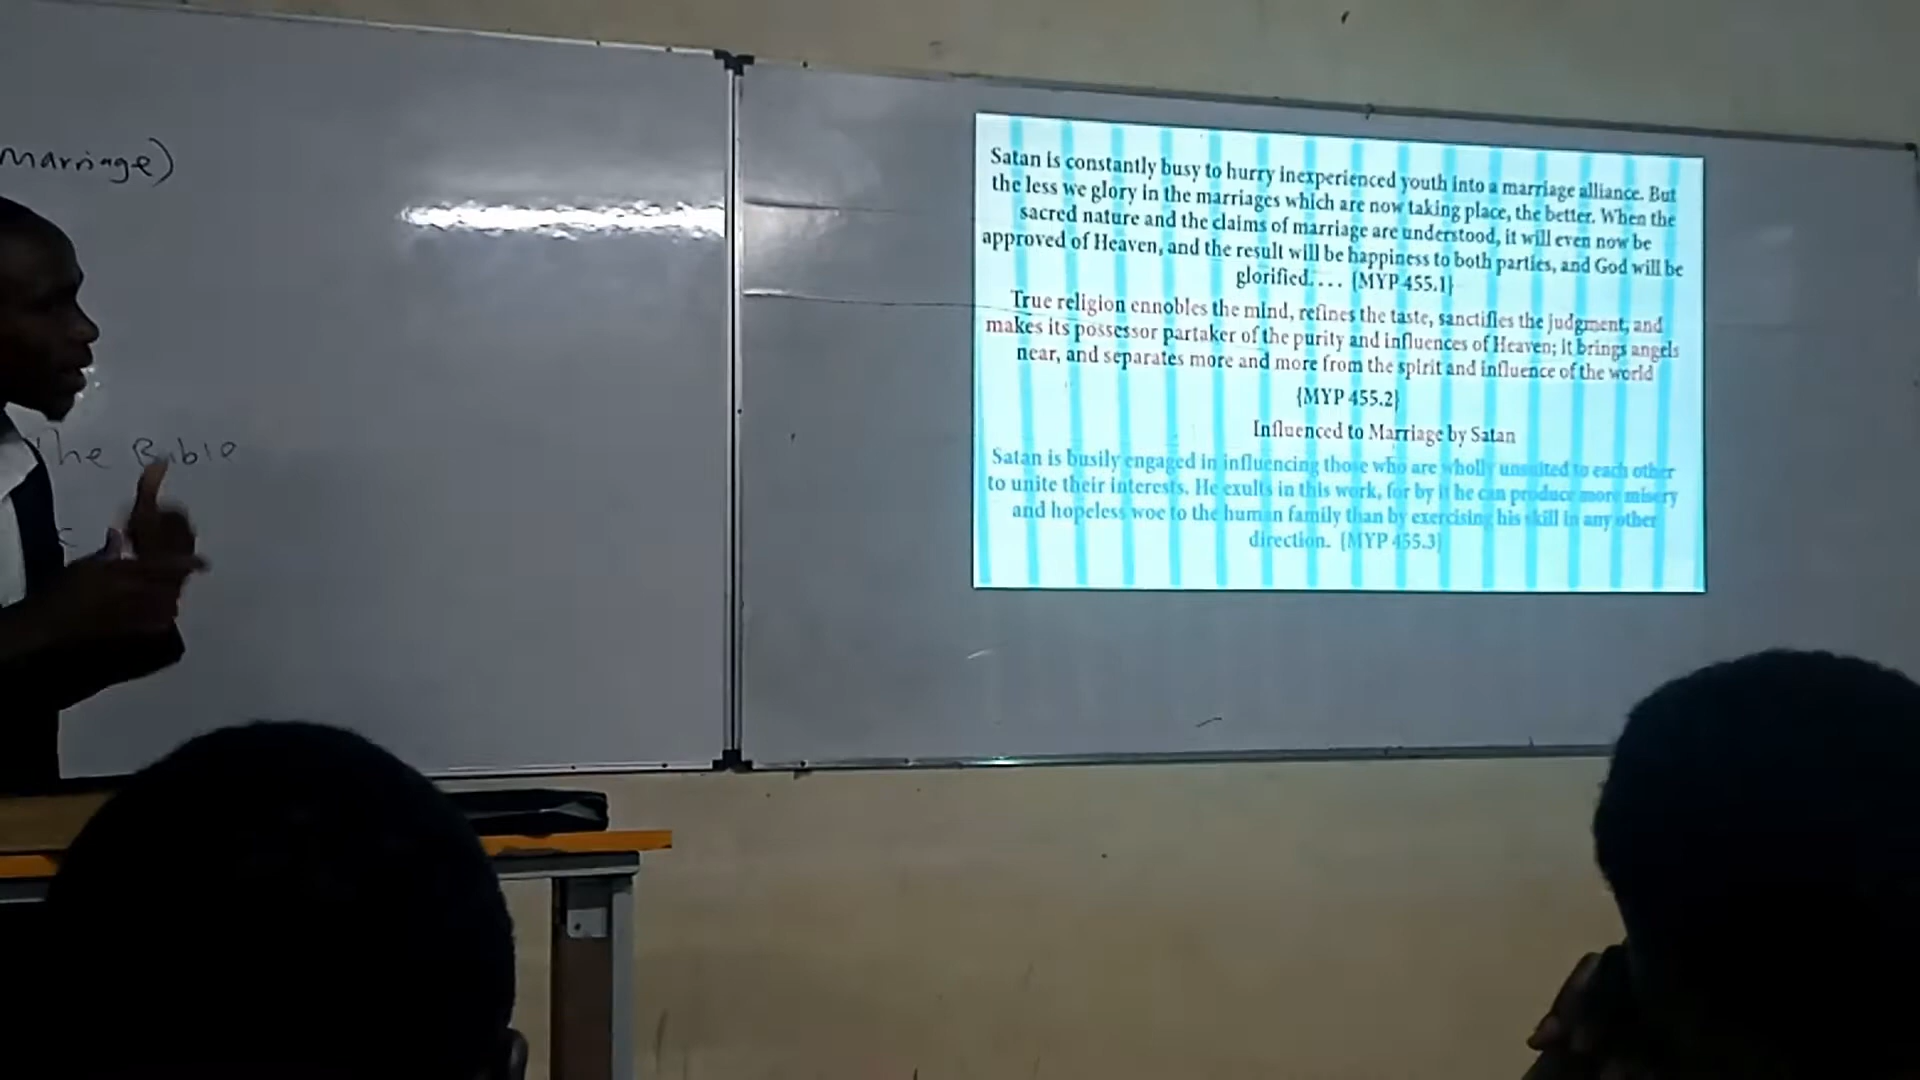 marriage)
the Bible
Satan is constantly busy to hurry inexperienced youth into a marriage alliance. But
the less we glory in the marriages which are now taking place, the better. When the
sacred nature and the claims of marriage are understood, it will even now be
approved of Heaven, and the result will be happiness to both parties, and God will be
glorified.... {MYP 455.1}
True religion ennobles the mind, refines the taste, sanctifies the judgment, and
makes its possessor partaker of the purity and influences of Heaven; it brings angels
near, and separates more and more from the spirit and influence of the world
{MYP 455.2}
Influenced to Marriage by Satan
Satan is busily engaged in influencing those who are wholly unsuited to each other
to unite their interests. He exults in this work, for by it he can produce more misery
and hopeless woe to the human family than by exercising his skill in any other
direction. {MYP 455.3}